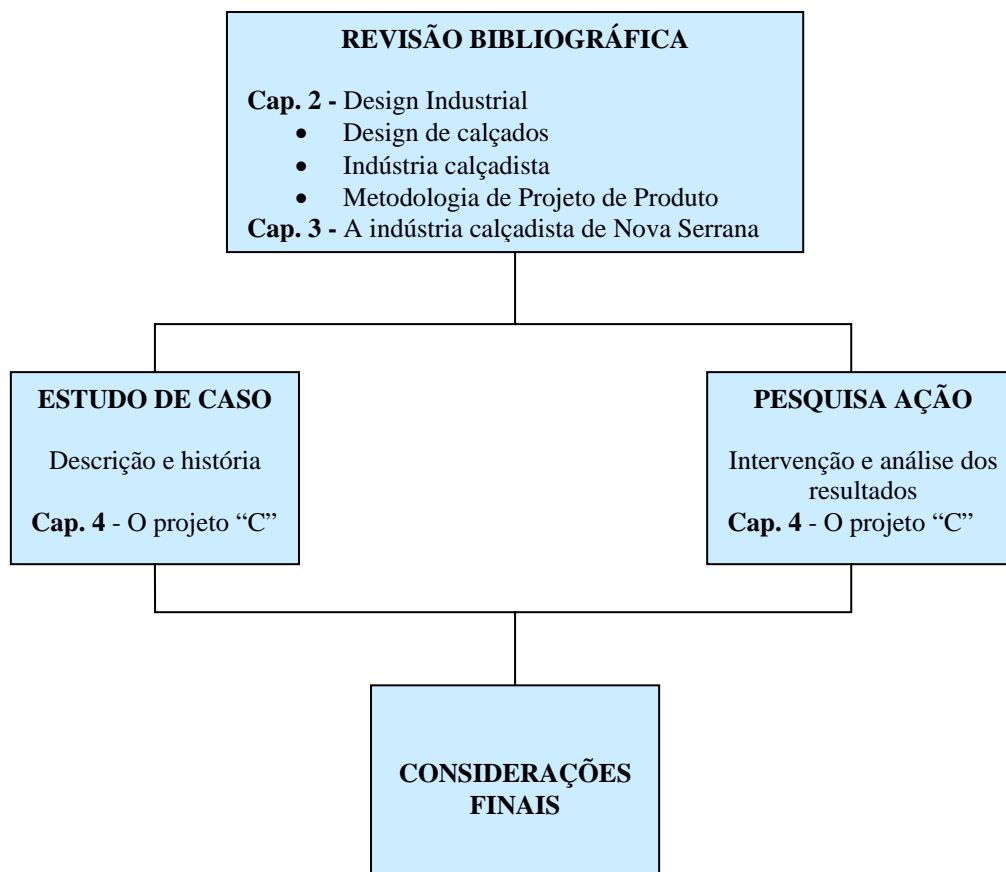 REVISÃO BIBLIOGRÁFICA
Cap. 2 - Design Industrial
• Design de calçados
• Indústria calçadista
• Metodologia de Projeto de Produto
Cap. 3 - A indústria calçadista de Nova Serrana
ESTUDO DE CASO
Descrição e história
Cap. 4 - O projeto “C”
PESQUISA AÇÃO
Intervenção e análise dos
resultados
Cap. 4 - O projeto “C”
CONSIDERAÇÕES
FINAIS